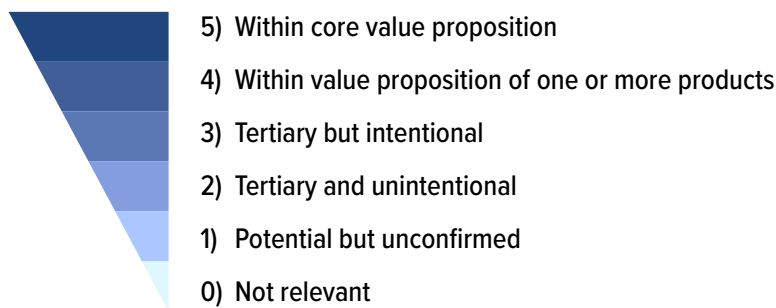 5) Within core value proposition
4) Within value proposition of one or more products
3) Tertiary but intentional
2) Tertiary and unintentional
1) Potential but unconfirmed
0) Not relevant